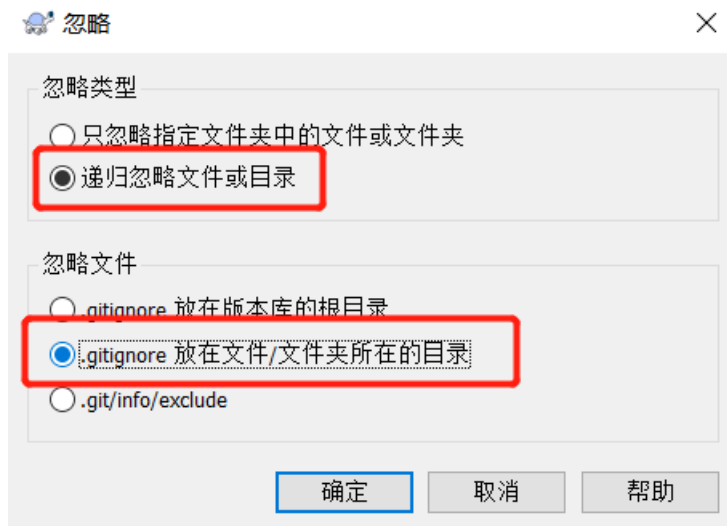 忽略
忽略类型
只忽略指定文件夹中的文件或文件夹
递归忽略文件或目录
忽略文件
.gitignore 放在版本库的根目录
.gitignore 放在文件/文件夹所在的目录
.git/info/exclude
确定
取消
帮助